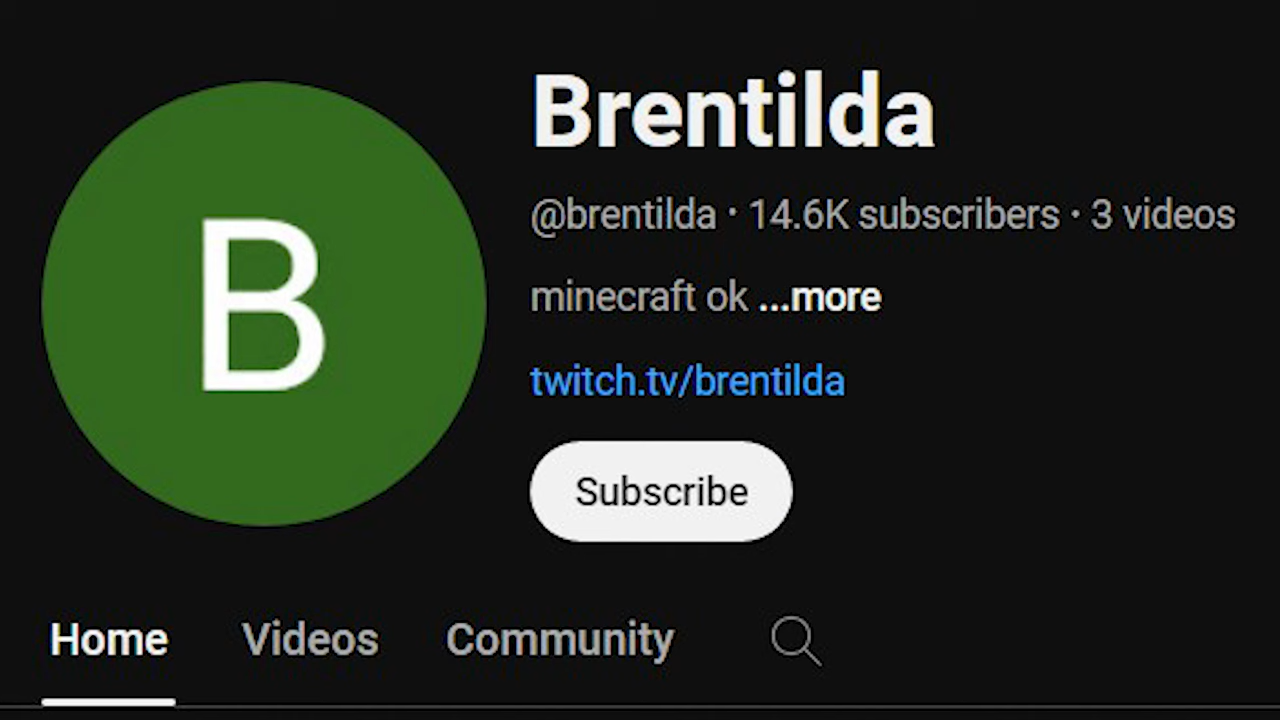 B
Brentilda
@brentilda · 14.6K subscribers · 3 videos
minecraft ok ...more
twitch.tv/brentilda
Subscribe
Home Videos Community